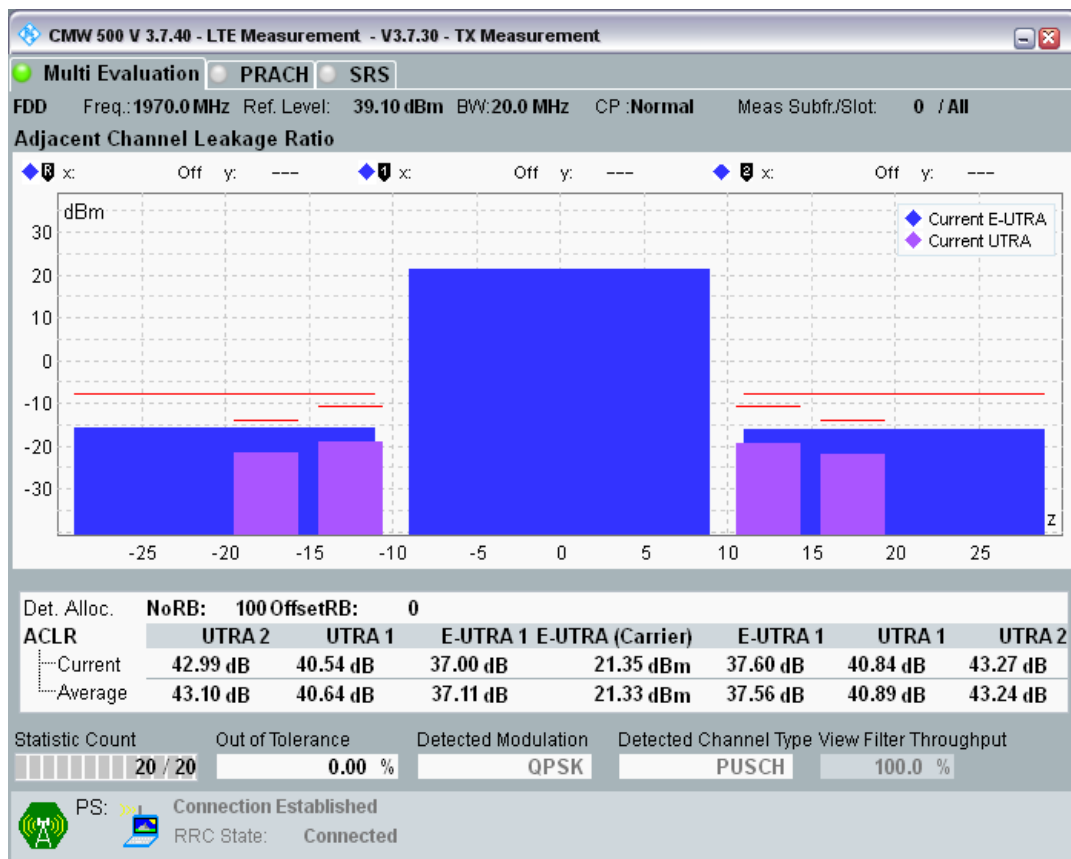 CMW 500 V 3.7.40 - LTE Measurement - V3.7.30 - TX Measurement
Multi Evaluation PRACH SRS
FDD Freq.:1970.0 MHz Ref. Level: 39.10 dBm BW:20.0 MHz CP :Normal Meas Subfr./Slot: 0 / All
Adjacent Channel Leakage Ratio
R x: Off y: --- 1 x: Off y: --- 2 x: Off y: ---
dBm
Current E-UTRA
Current UTRA
30
20
10
0
-10
-20
-30
z
-25 -20 -15 -10 -5 0 5 10 15 20 25
Det. Alloc. NoRB: 100 OffsetRB: 0
ACLR UTRA 2 UTRA 1 E-UTRA 1 E-UTRA (Carrier) E-UTRA 1 UTRA 1 UTRA 2
Current 42.99 dB 40.54 dB 37.00 dB 21.35 dBm 37.60 dB 40.84 dB 43.27 dB
Average 43.10 dB 40.64 dB 37.11 dB 21.33 dBm 37.56 dB 40.89 dB 43.24 dB
Statistic Count Out of Tolerance Detected Modulation Detected Channel Type View Filter Throughput
20 / 20 0.00 % QPSK PUSCH 100.0 %
PS: Connection Established
RRC State: Connected